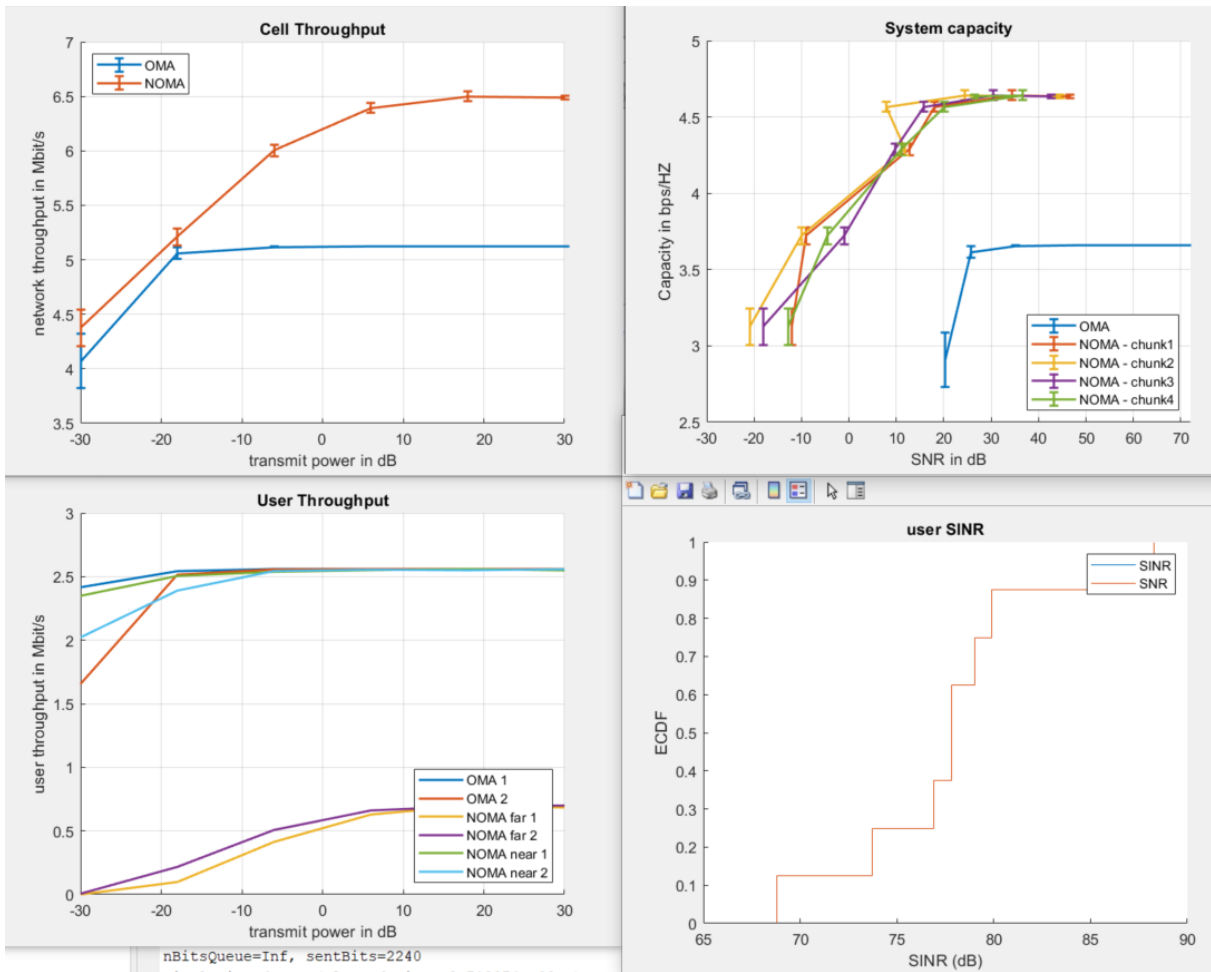 Cell Throughput
7
6.5
6
5.5
5
4.5
4
3.5
network throughput in Mbit/s
OMA
NOMA
-30 -20 -10 0 10 20 30
transmit power in dB
System capacity
5
4.5
4
3.5
3
2.5
Capacity in bps/HZ
OMA
NOMA - chunk1
NOMA - chunk2
NOMA - chunk3
NOMA - chunk4
-30 -20 -10 0 10 20 30 40 50 60 70
SNR in dB
User Throughput
3
2.5
2
1.5
1
0.5
0
user throughput in Mbit/s
OMA 1
OMA 2
NOMA far 1
NOMA far 2
NOMA near 1
NOMA near 2
-30 -20 -10 0 10 20 30
transmit power in dB
user SINR
1
0.9
0.8
0.7
0.6
0.5
0.4
0.3
0.2
0.1
0
ECDF
SINR
SNR
65 70 75 80 85 90
SINR (dB)
nBitsQueue=Inf, sentBits=2240